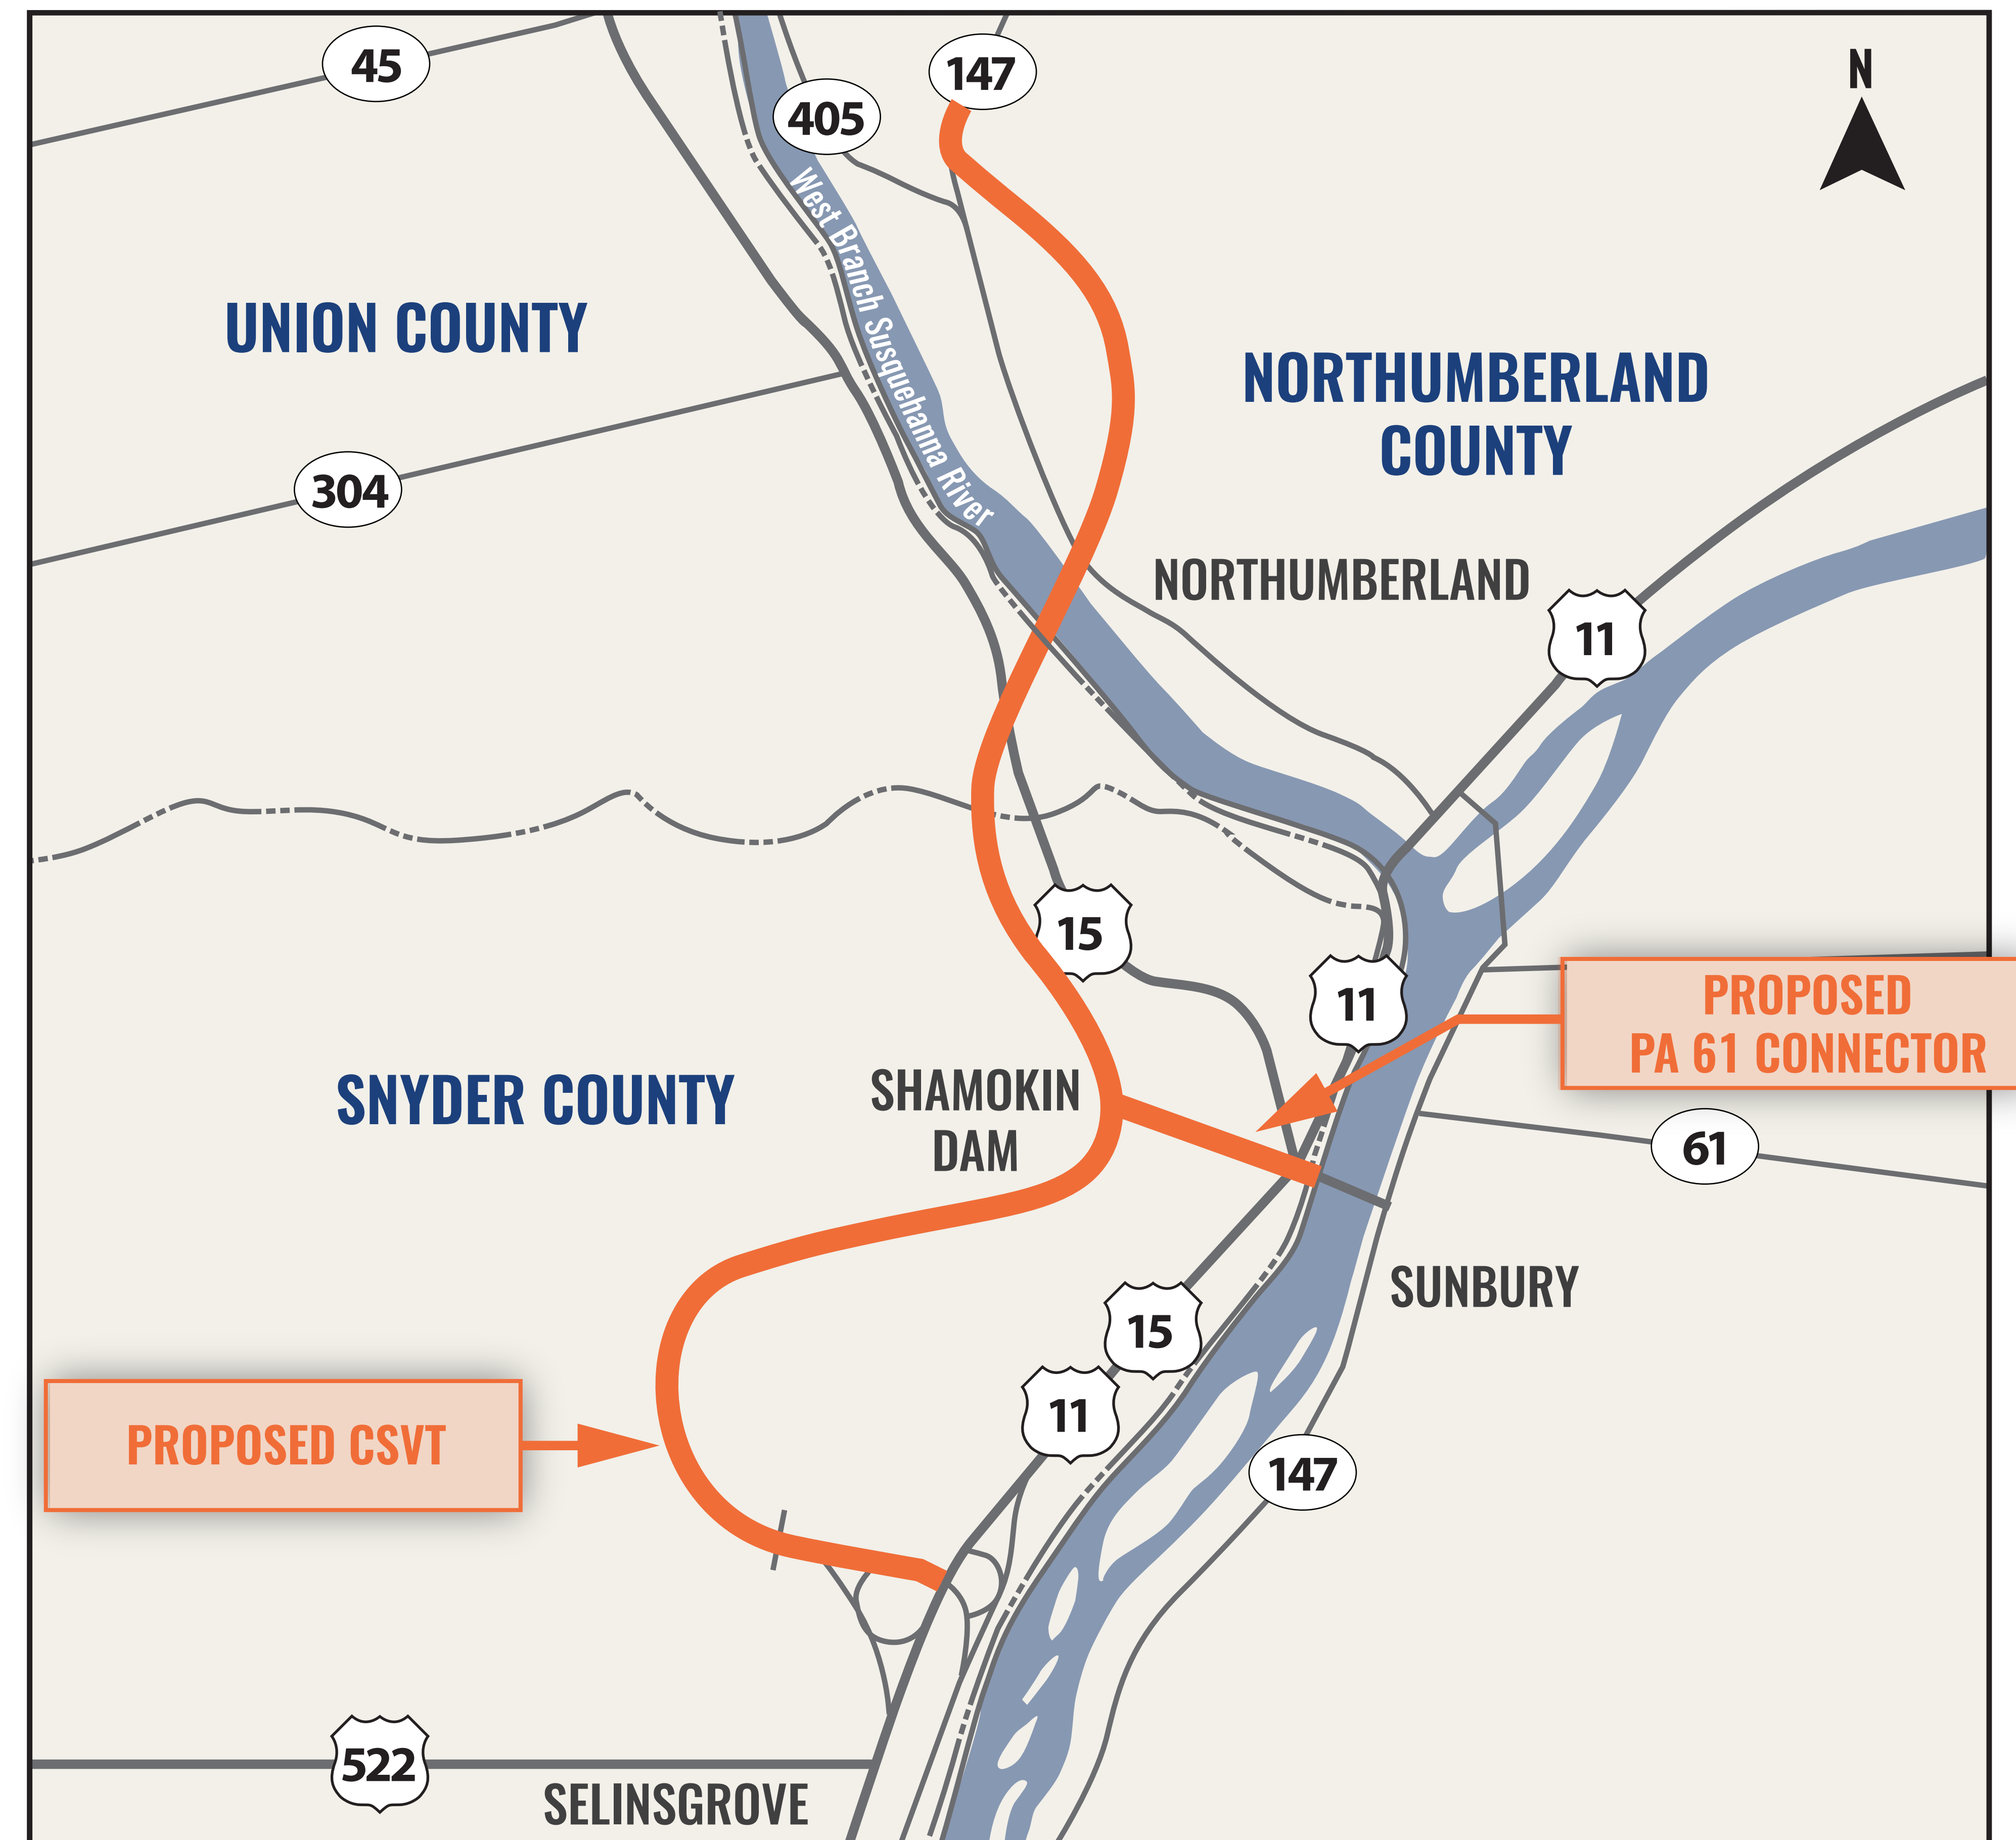 45
147
N
405
West Branch Susquehanna River
UNION COUNTY
NORTHUMBERLAND
COUNTY
304
NORTHUMBERLAND
11
15
11
PROPOSED
PA 61 CONNECTOR
SNYDER COUNTY
SHAMOKIN
DAM
61
SUNBURY
15
11
PROPOSED CSVT
147
522
SELINSGROVE